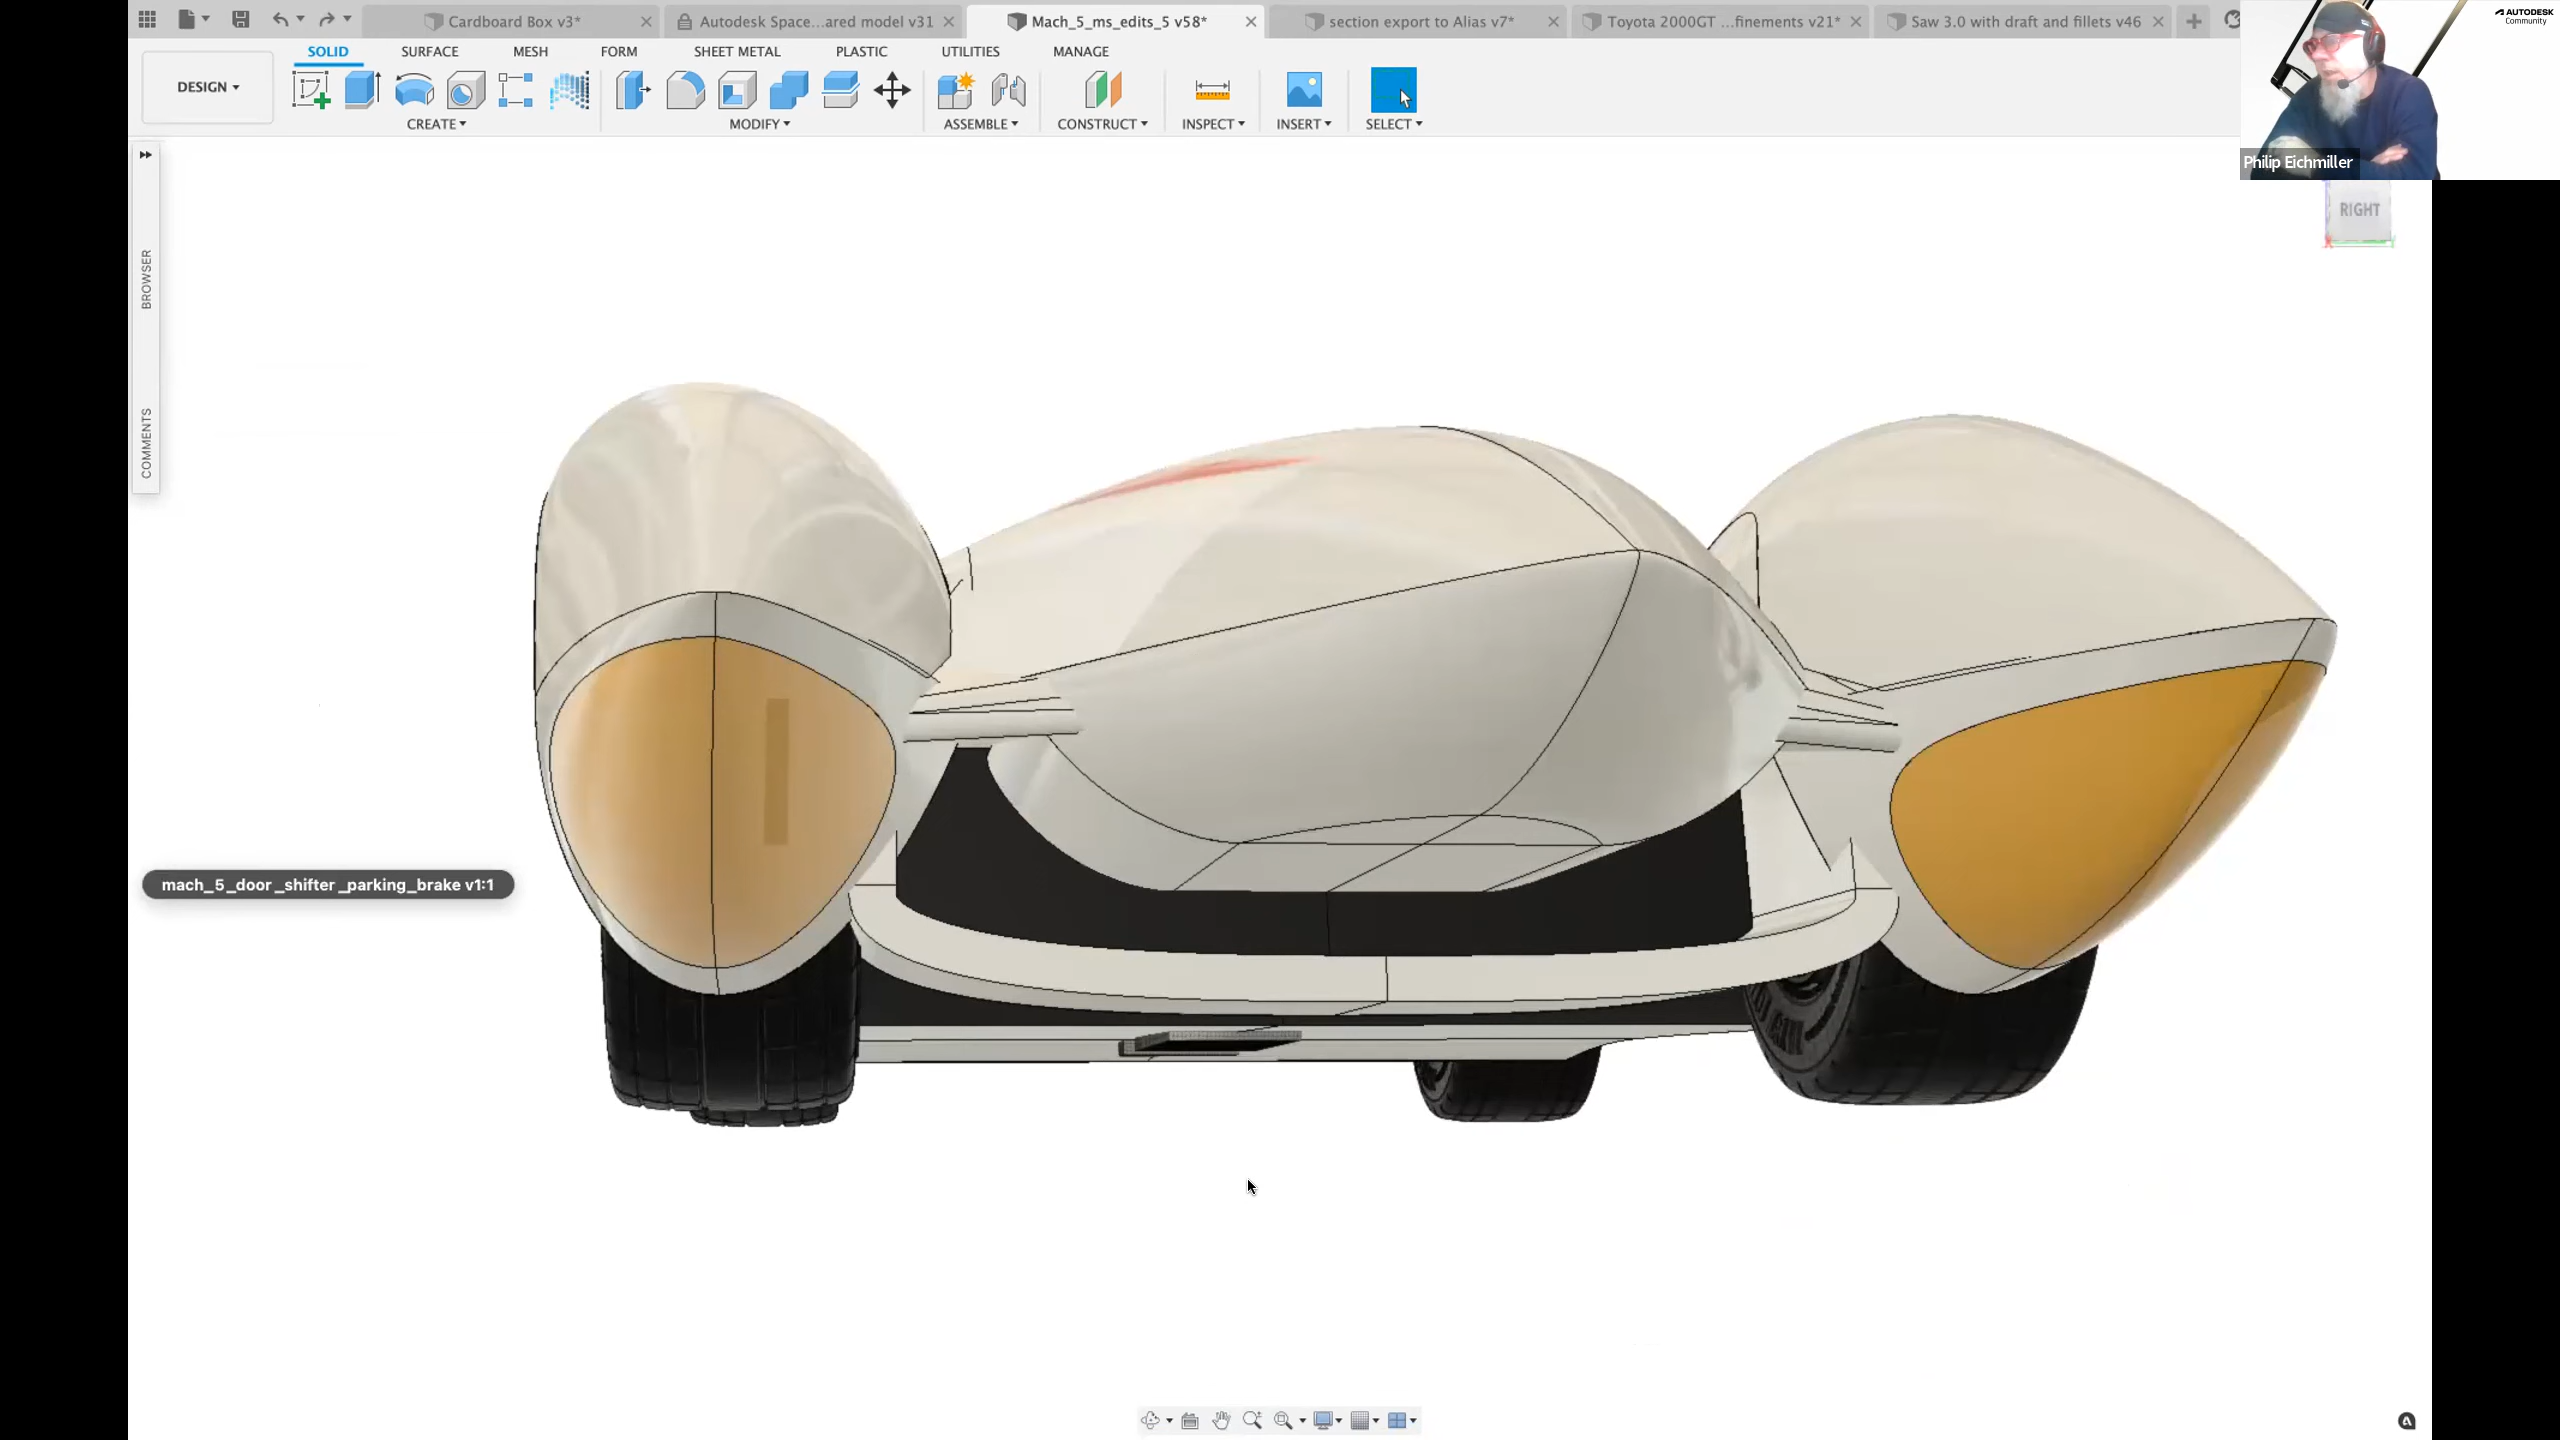 Cardboard Box v3*
Autodesk Space...ared model v31
Mach_5_ms_edits_5 v58*
section export to Alias v7*
Toyota 2000GT ...finements v21*
Saw 3.0 with draft and fillets v46
AUTODESK
Community
SOLID
SURFACE
MESH
FORM
SHEET METAL
PLASTIC
UTILITIES
MANAGE
DESIGN
CREATE
MODIFY
ASSEMBLE
CONSTRUCT
INSPECT
INSERT
SELECT
Philip Eichmiller
RIGHT
BROWSER
COMMENTS
mach_5_door_shifter_parking_brake v1:1